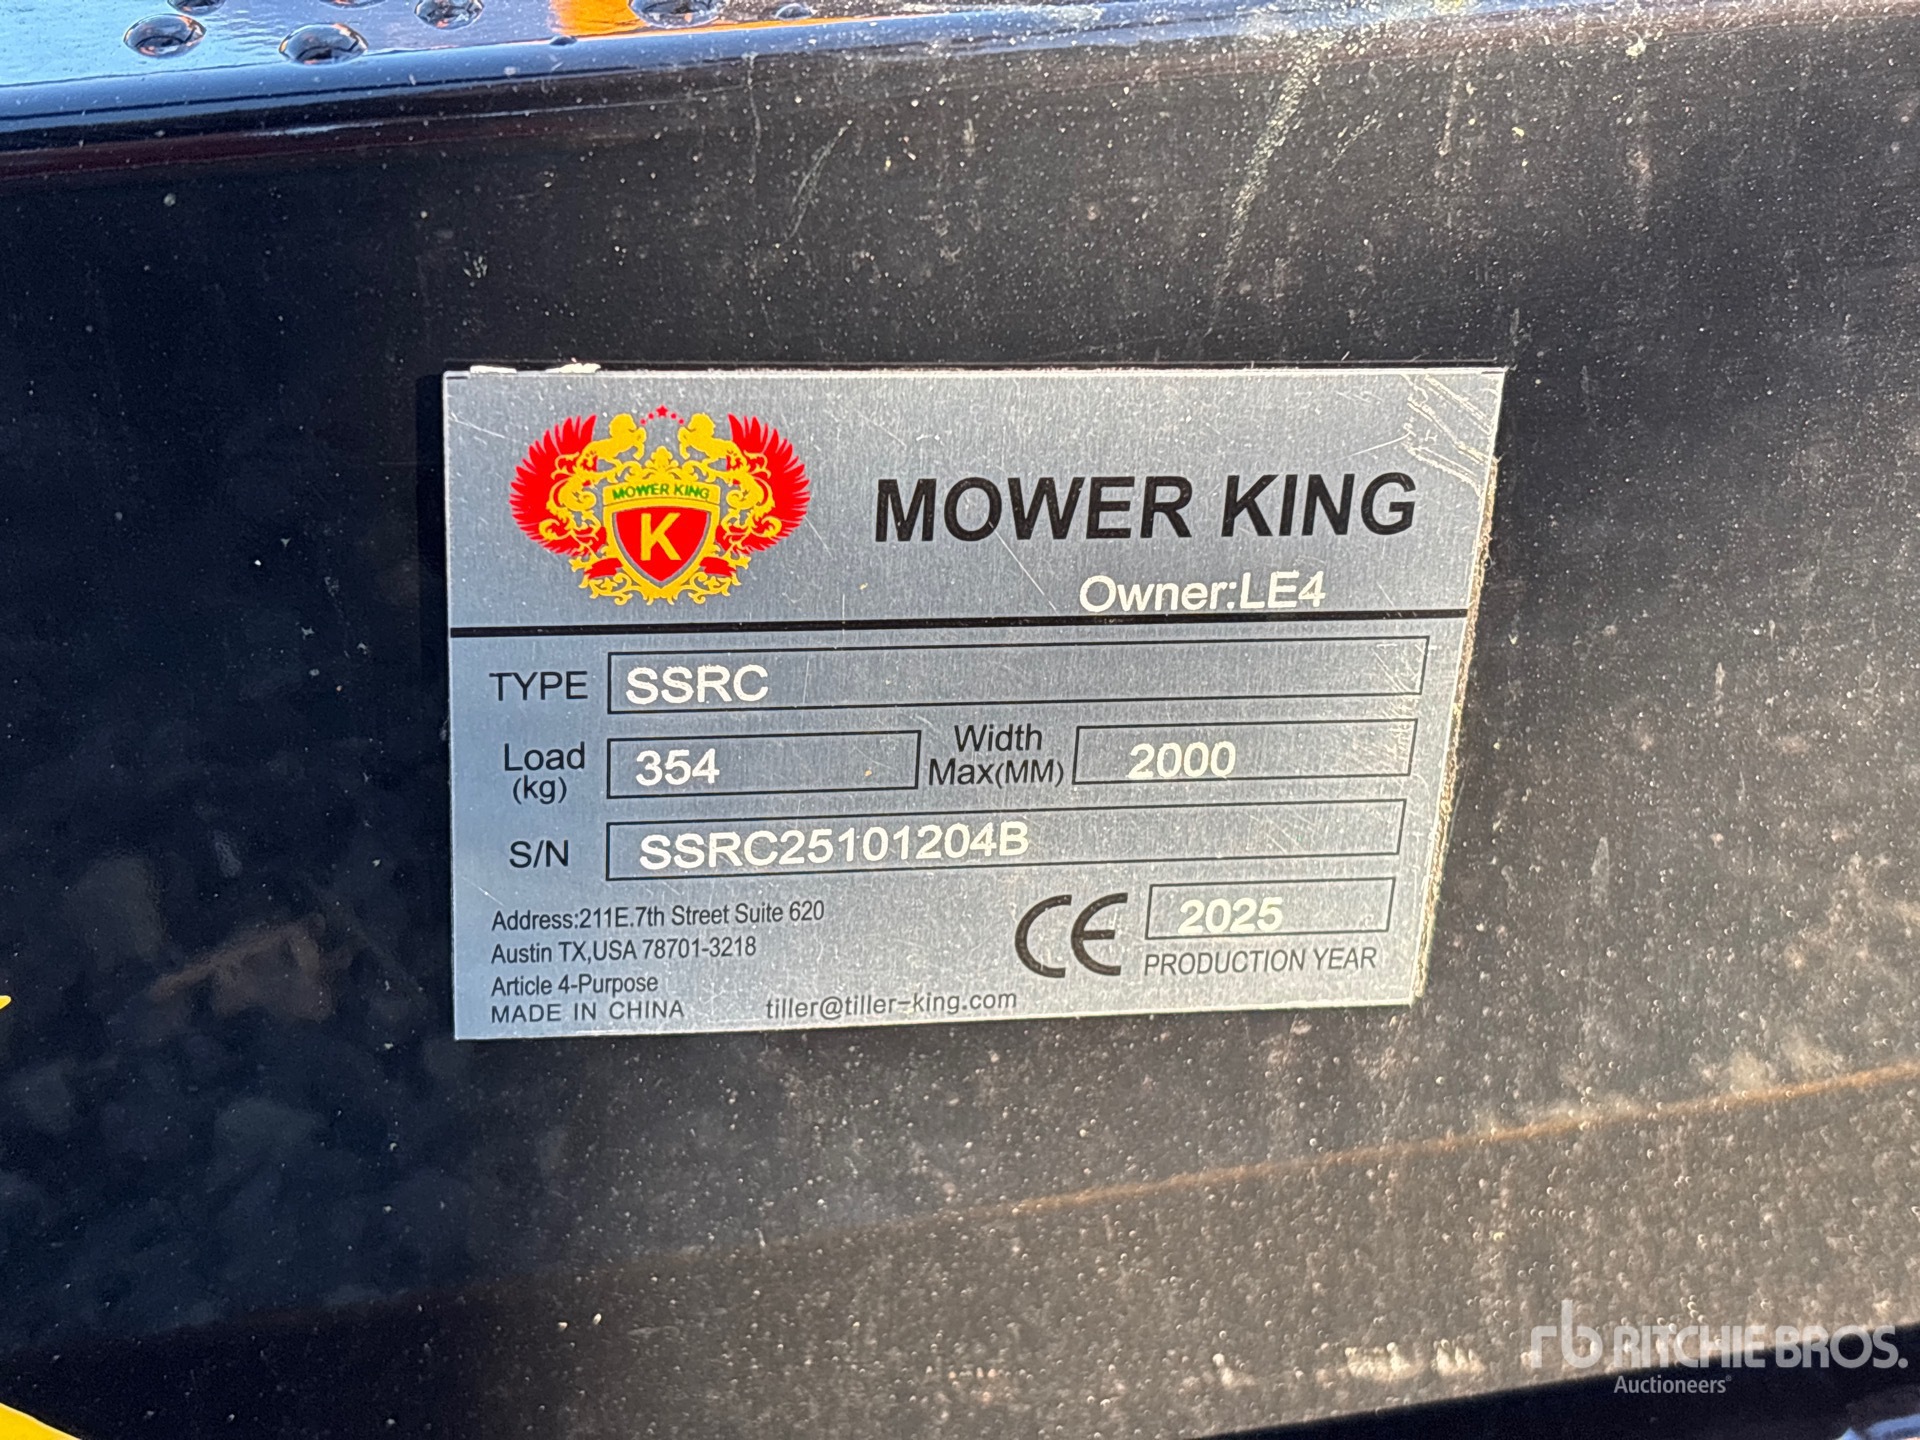 MOWER KING
K
MOWER KING
Owner:LE4
TYPE SSRC
Load (kg) 354 Width Max(MM) 2000
S/N SSRC25101204B
Address:211E.7th Street Suite 620
Austin TX,USA 78701-3218
Article 4-Purpose
MADE IN CHINA tiller@tiller-king.com
CE 2025
PRODUCTION YEAR
rb RITCHIE BROS.
Auctioneers